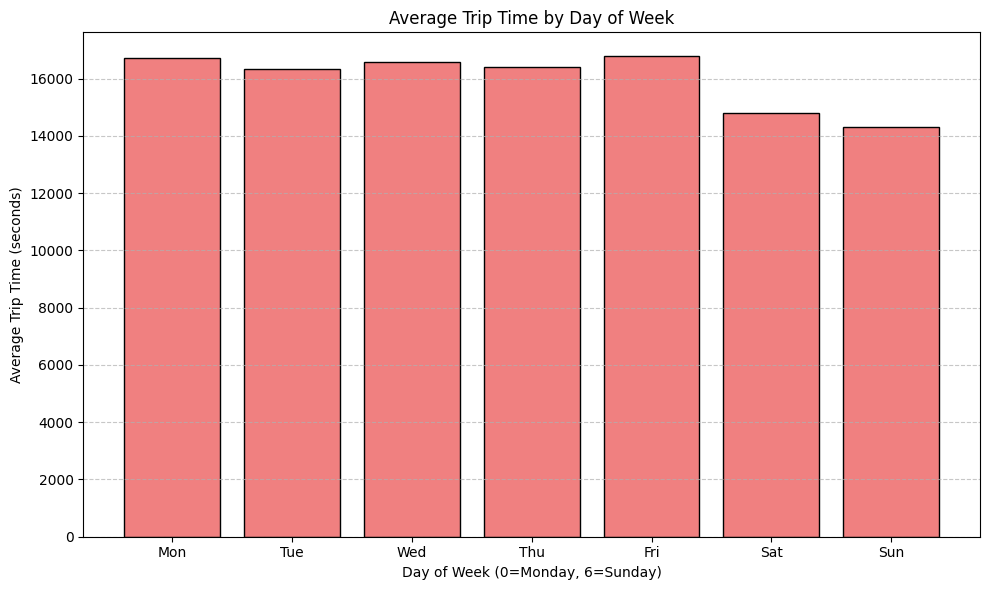 Average Trip Time by Day of Week
Average Trip Time (seconds)
16000
14000
12000
10000
8000
6000
4000
2000
0
Mon Tue Wed Thu Fri Sat Sun
Day of Week (0=Monday, 6=Sunday)